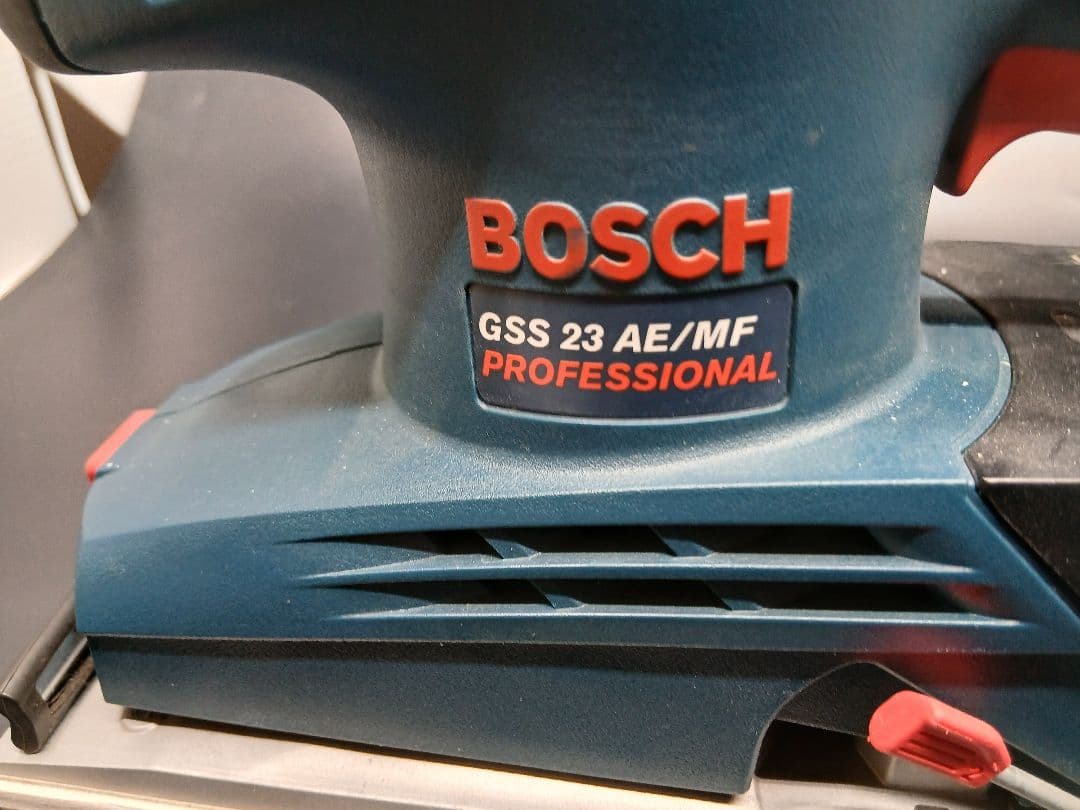 BOSCH
GSS 23 AE/MF
PROFESSIONAL